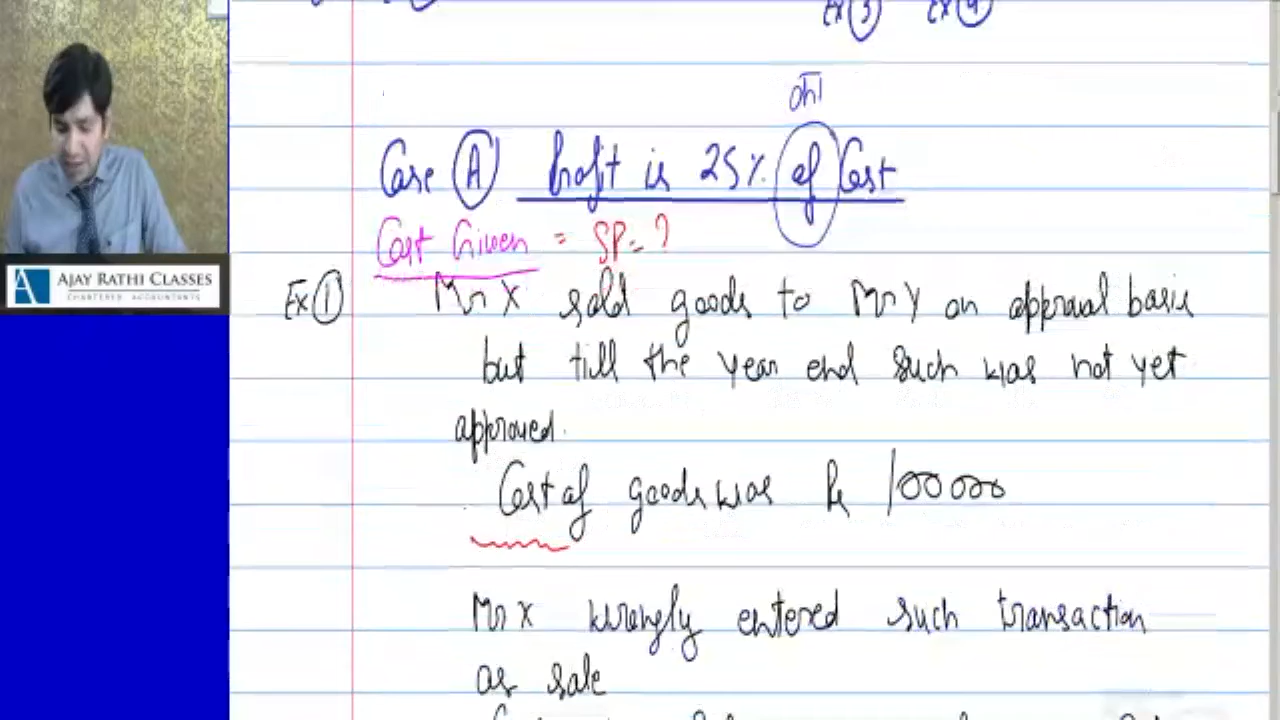 Ex 3 Ex 4
Case A Profit is 25% of Cost
Cost Given = SP = ?
Ex 1 Mr X sold goods to Mr Y on approval basis
but till the year end such was not yet
approved.
Cost of goods was Rs 100000
Mr X wrongly entered such transaction
as sale
AJAY RATHI CLASSES
CHARTERED ACCOUNTANTS